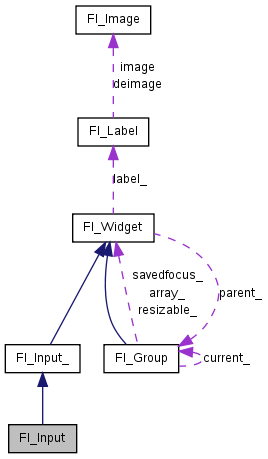 Fl_Image
image
deimage
Fl_Label
label_
Fl_Widget
savedfocus_
array_
resizable_
parent_
Fl_Input_
Fl_Group
current_
Fl_Input